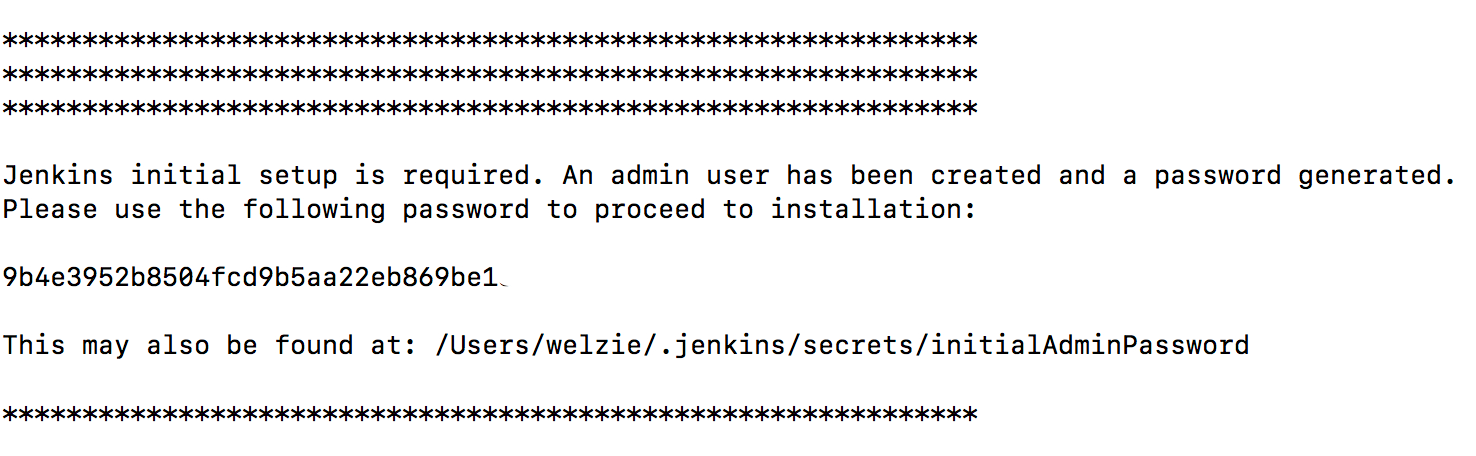 *************************************************************
*************************************************************
*************************************************************
Jenkins initial setup is required. An admin user has been created and a password generated.
Please use the following password to proceed to installation:
9b4e3952b8504fcd9b5aa22eb869be1
This may also be found at: /Users/welzie/.jenkins/secrets/initialAdminPassword
*************************************************************